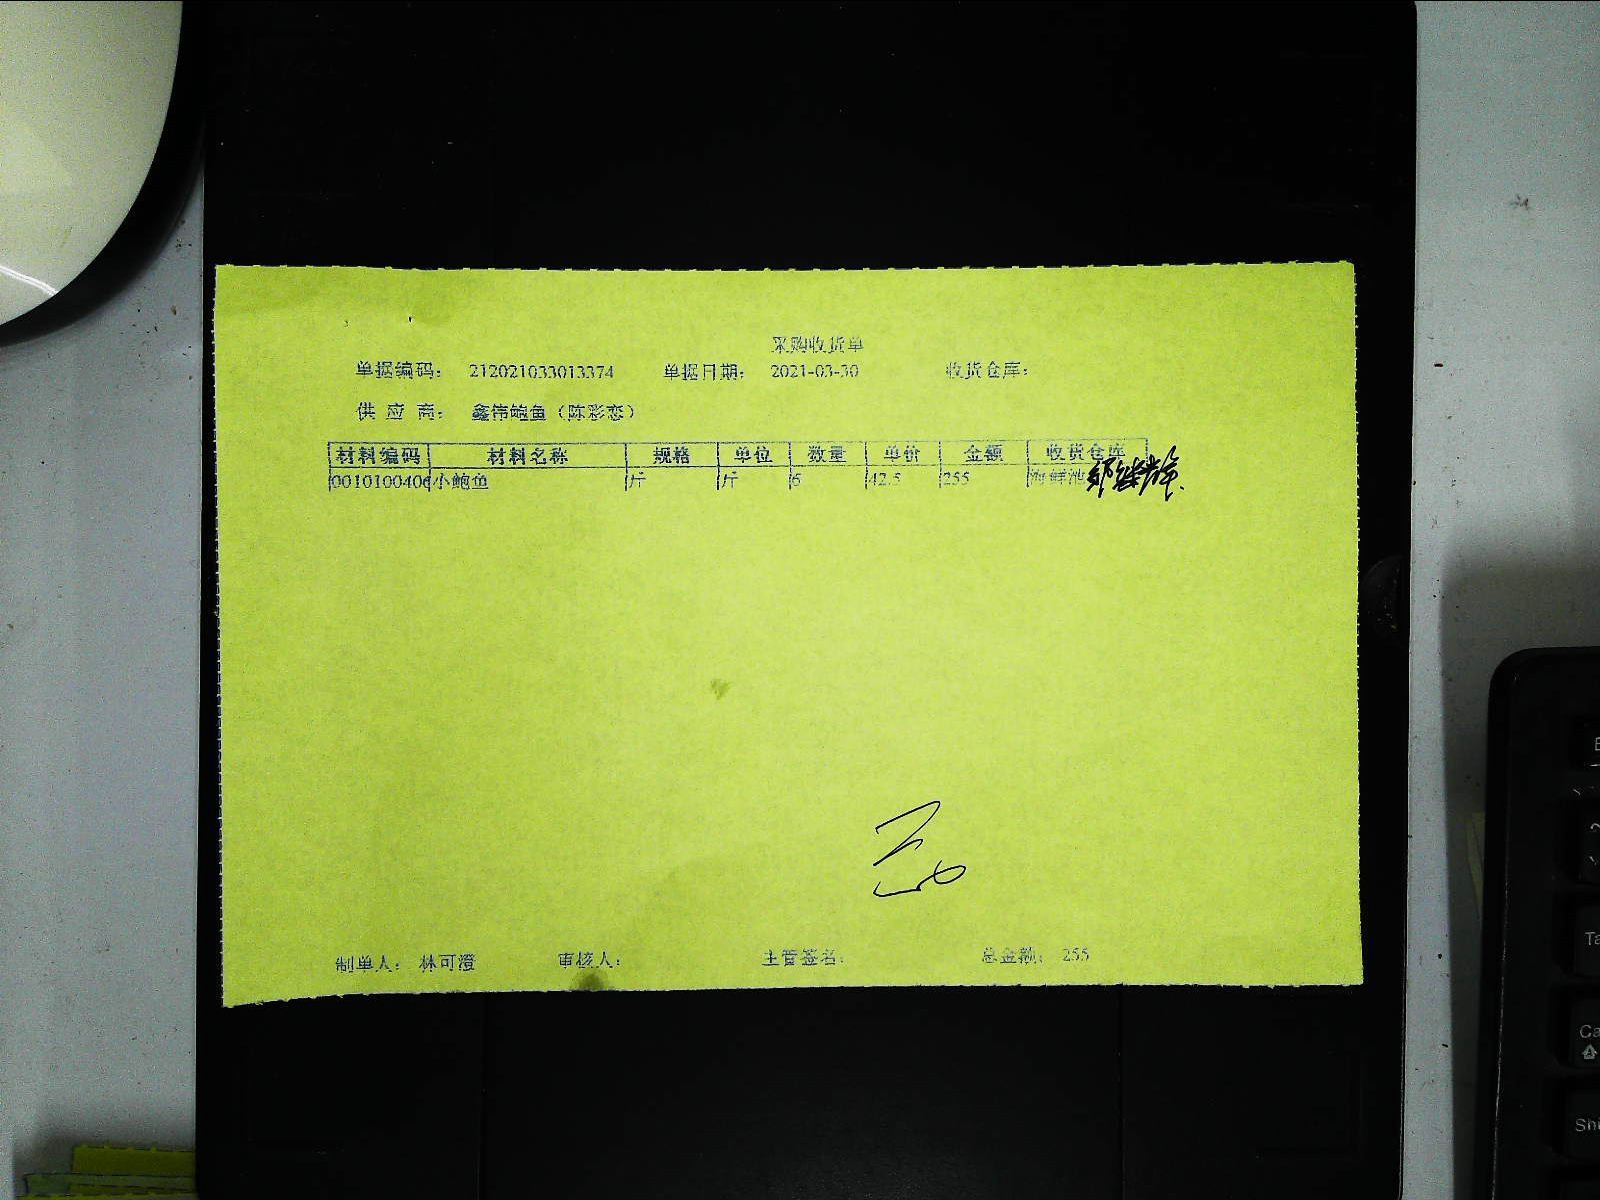 采购收货单
单据编码： 212021033013374 单据日期： 2021-03-30 收货仓库：
供 应 商： 鑫伟鲍鱼（陈彩恋）
材料编码 材料名称 规格 单位 数量 单价 金额 收货仓库
0010100406 小鲍鱼 斤 斤 6 42.5 255 海鲜池
制单人： 林可澄 审核人： 主管签名： 总金额： 255